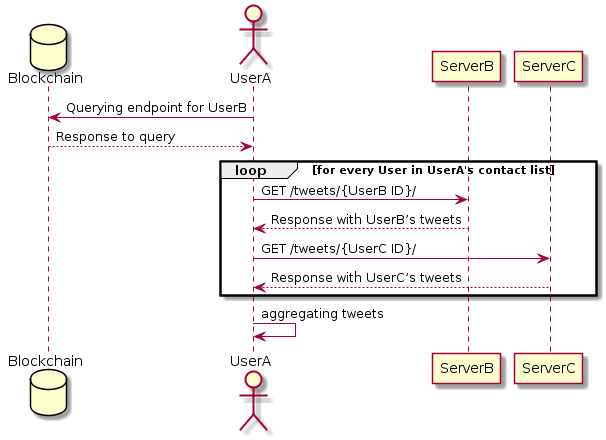 Blockchain
UserA
ServerB
ServerC
Querying endpoint for UserB
Response to query
loop
[for every User in UserA's contact list]
GET /tweets/{UserB ID}/
Response with UserB’s tweets
GET /tweets/{UserC ID}/
Response with UserC’s tweets
aggregating tweets
Blockchain
UserA
ServerB
ServerC